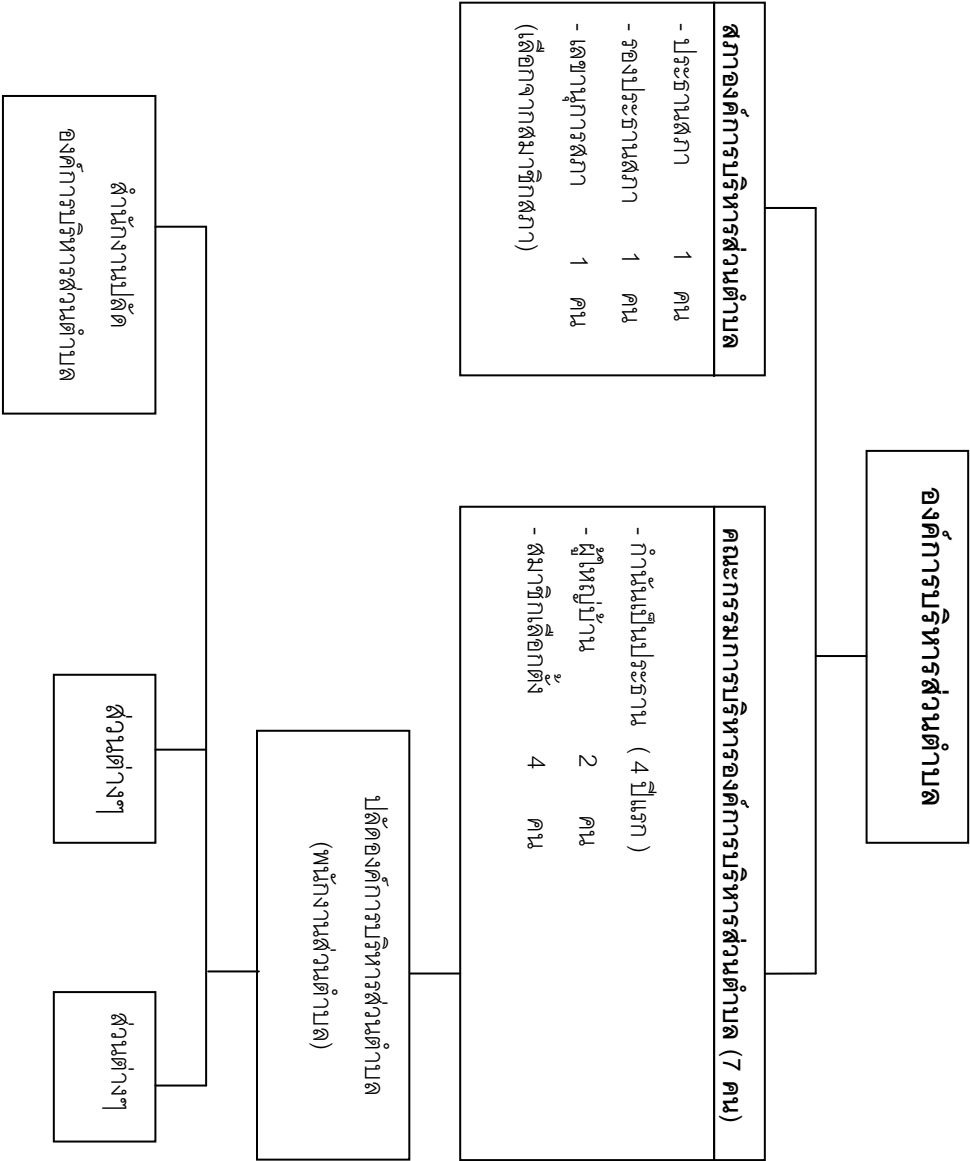 องค์การบริหารส่วนตำบล
สภาองค์การบริหารส่วนตำบล
- ประธานสภา 1 คน
- รองประธานสภา 1 คน
- เลขานุการสภา 1 คน
(เลือกจากสมาชิกสภา)
คณะกรรมการบริหารองค์การบริหารส่วนตำบล (7 คน)
- กำนันเป็นประธาน ( 4 ปีแรก )
- ผู้ใหญ่บ้าน 2 คน
- สมาชิกเลือกตั้ง 4 คน
ปลัดองค์การบริหารส่วนตำบล
(พนักงานส่วนตำบล)
สำนักงานปลัด
องค์การบริหารส่วนตำบล
ส่วนต่างๆ
ส่วนต่างๆ